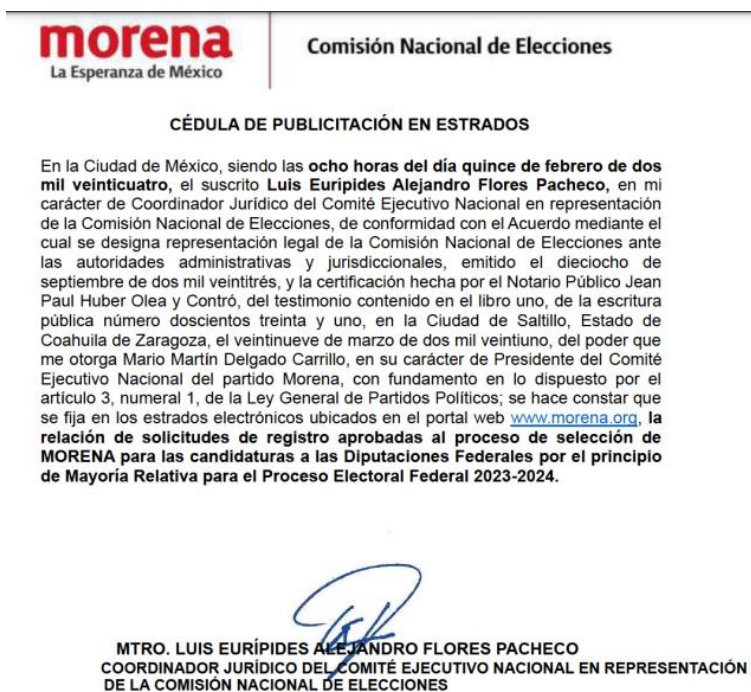 morena
La Esperanza de México
Comisión Nacional de Elecciones
CÉDULA DE PUBLICITACIÓN EN ESTRADOS
En la Ciudad de México, siendo las ocho horas del día quince de febrero de dos
mil veinticuatro, el suscrito Luis Euripides Alejandro Flores Pacheco, en mi
carácter de Coordinador Jurídico del Comité Ejecutivo Nacional en representación
de la Comisión Nacional de Elecciones, de conformidad con el Acuerdo mediante el
cual se designa representación legal de la Comisión Nacional de Elecciones ante
las autoridades administrativas y jurisdiccionales, emitido el dieciocho de
septiembre de dos mil veintitrés, y la certificación hecha por el Notario Público Jean
Paul Huber Olea y Contró, del testimonio contenido en el libro uno, de la escritura
pública número doscientos treinta y uno, en la Ciudad de Saltillo, Estado de
Coahuila de Zaragoza, el veintinueve de marzo de dos mil veintiuno, del poder que
me otorga Mario Martín Delgado Carrillo, en su carácter de Presidente del Comité
Ejecutivo Nacional del partido Morena, con fundamento en lo dispuesto por el
artículo 3, numeral 1, de la Ley General de Partidos Políticos; se hace constar que
se fija en los estrados electrónicos ubicados en el portal web www.morena.org, la
relación de solicitudes de registro aprobadas al proceso de selección de
MORENA para las candidaturas a las Diputaciones Federales por el principio
de Mayoría Relativa para el Proceso Electoral Federal 2023-2024.
MTRO. LUIS EURÍPIDES ALEJANDRO FLORES PACHECO
COORDINADOR JURÍDICO DEL COMITÉ EJECUTIVO NACIONAL EN REPRESENTACIÓN
DE LA COMISIÓN NACIONAL DE ELECCIONES